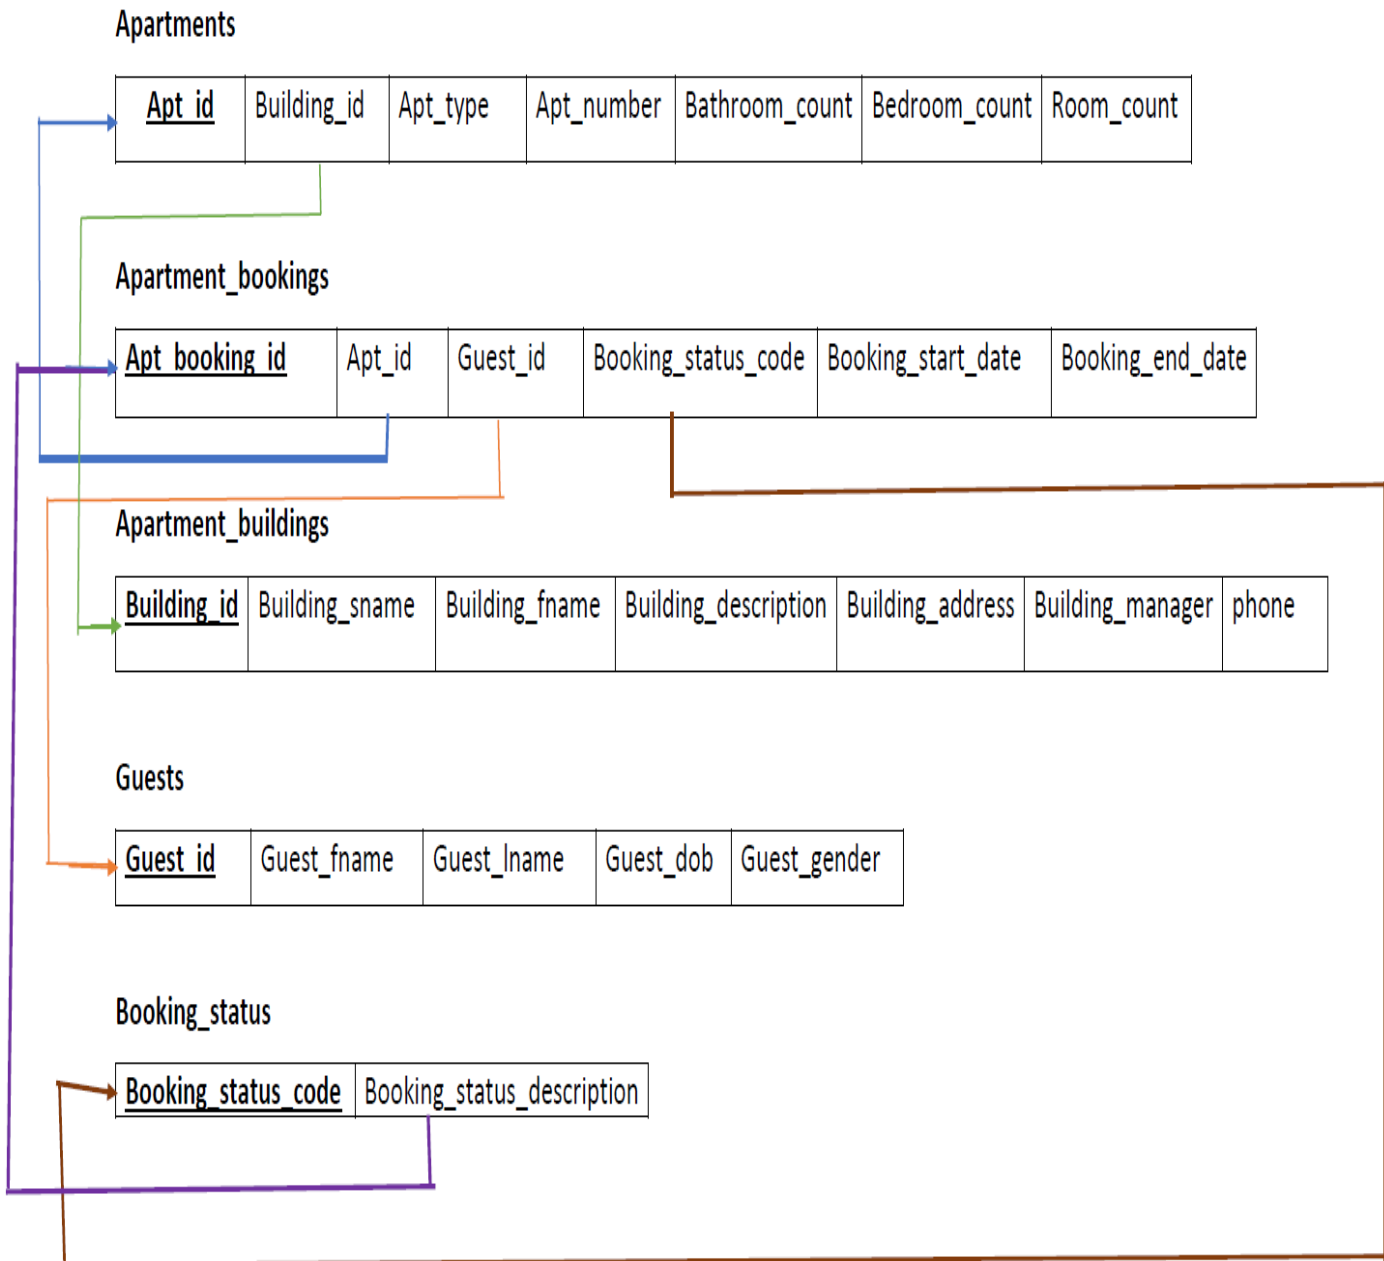 Apartments
Apt_id Building_id Apt_type Apt_number Bathroom_count Bedroom_count Room_count
Apartment_bookings
Apt_booking_id Apt_id Guest_id Booking_status_code Booking_start_date Booking_end_date
Apartment_buildings
Building_id Building_sname Building_fname Building_description Building_address Building_manager phone
Guests
Guest_id Guest_fname Guest_lname Guest_dob Guest_gender
Booking_status
Booking_status_code Booking_status_description